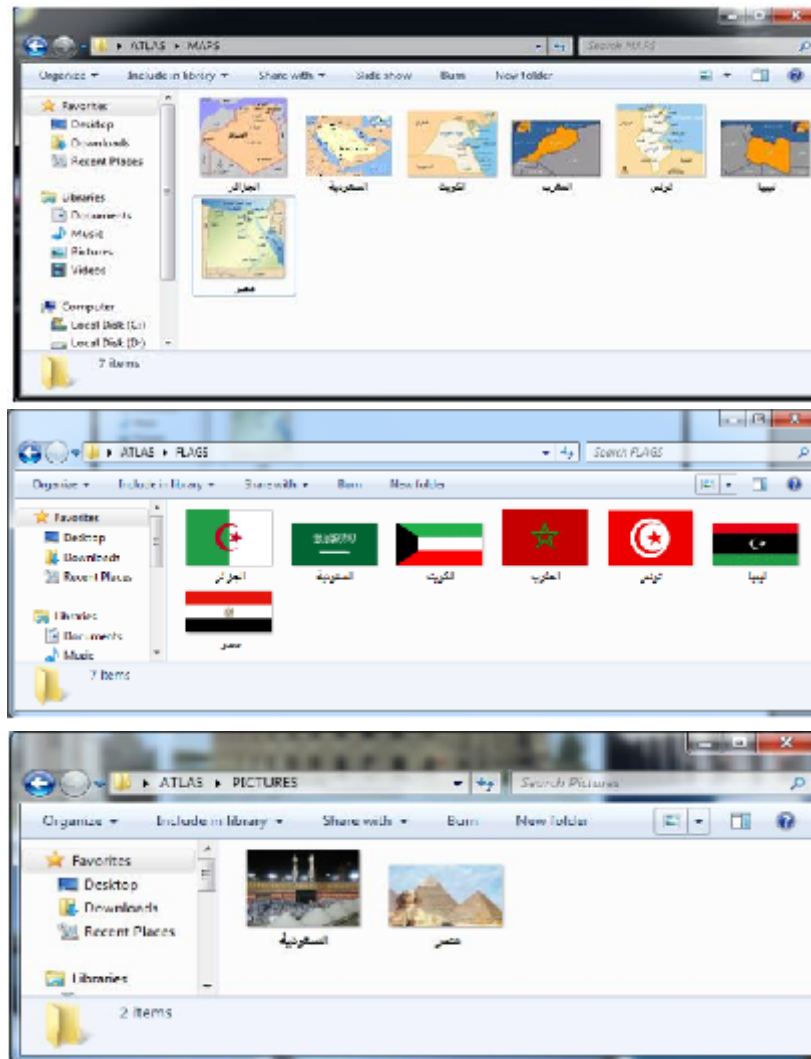 ATLAS ▸ MAPS
Search MAPS
Organize Include in library Share with Slide show Burn New folder
Favorites
Desktop
Downloads
Recent Places
Libraries
Documents
Music
Pictures
Videos
Computer
Local Disk (C:)
Local Disk (D:)
الجزائر السعودية الكويت المغرب تونس ليبيا
مصر
7 items
ATLAS ▸ FLAGS
Search FLAGS
Organize Include in library Share with Burn New folder
Favorites
Desktop
Downloads
Recent Places
Libraries
Documents
Music
الجزائر السعودية الكويت المغرب تونس ليبيا
مصر
7 items
ATLAS ▸ PICTURES
Search Pictures
Organize Include in library Share with Burn New folder
Favorites
Desktop
Downloads
Recent Places
Libraries
السعودية مصر
2 items